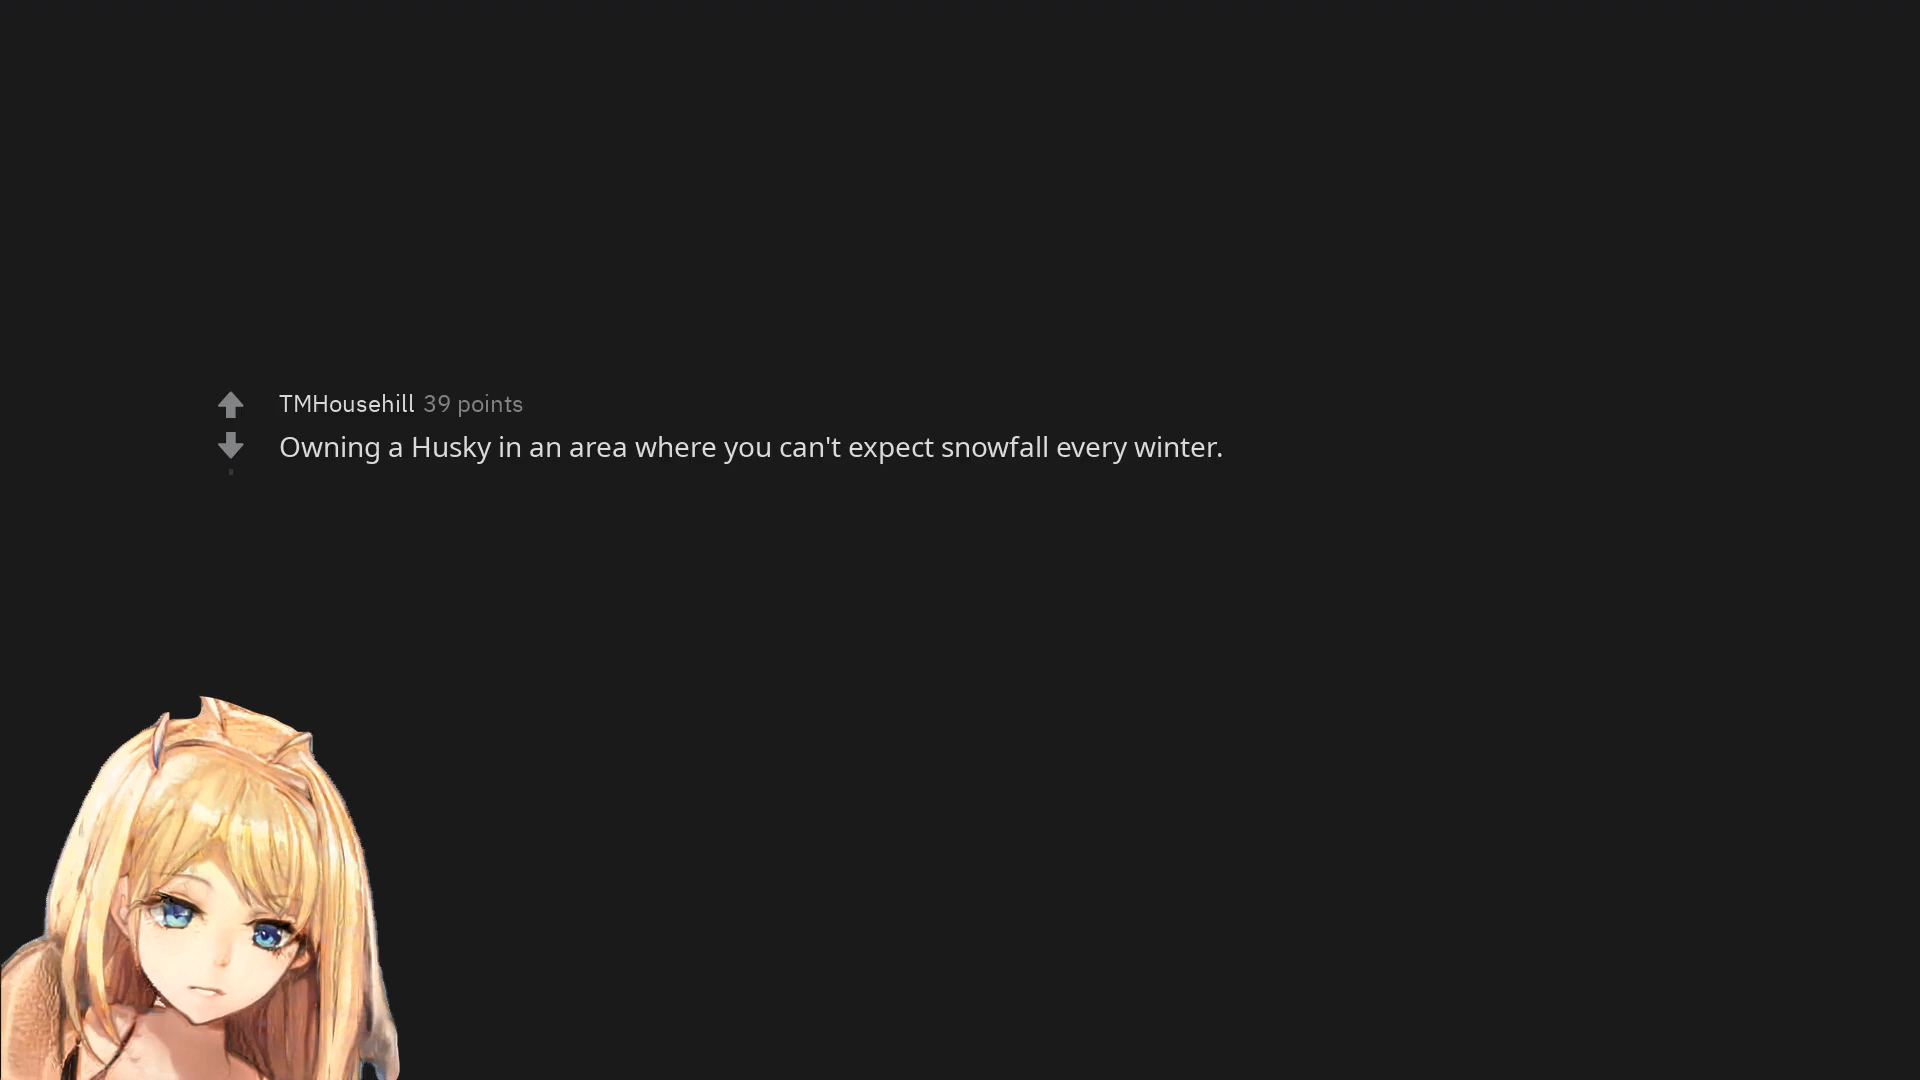 TMHousehill 39 points
Owning a Husky in an area where you can't expect snowfall every winter.